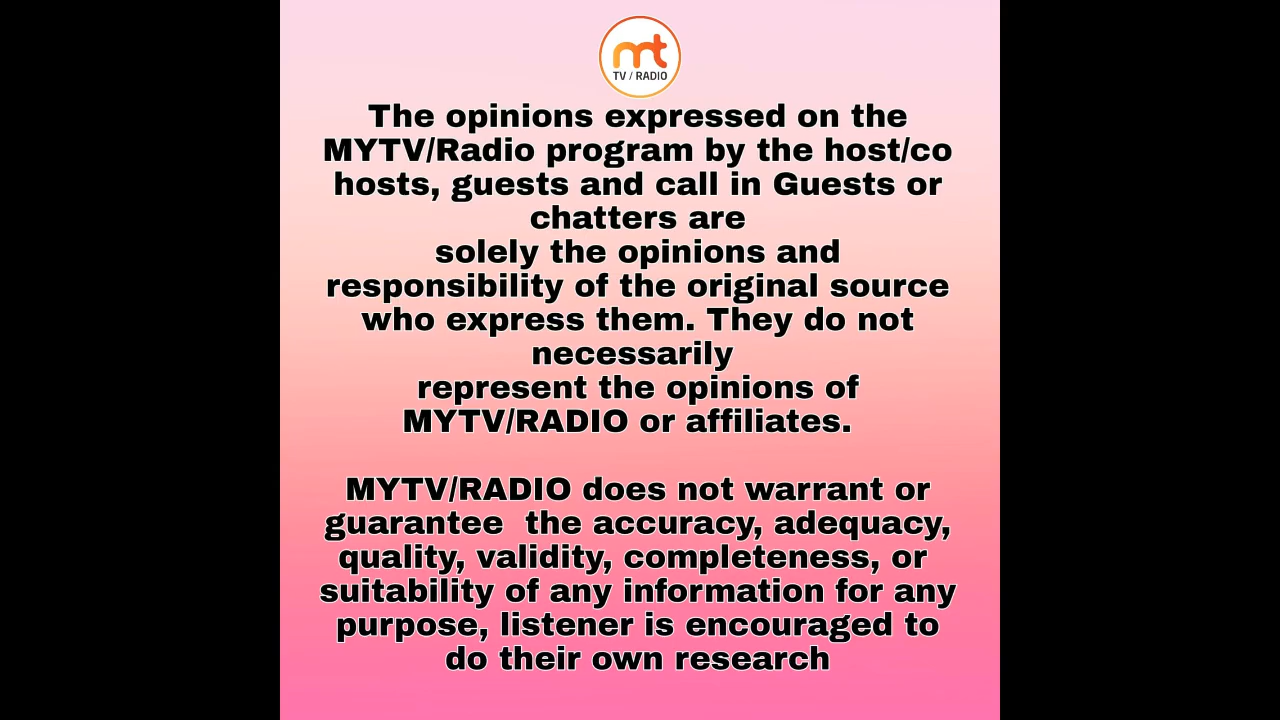 mt
TV / RADIO
The opinions expressed on the
MYTV/Radio program by the host/co
hosts, guests and call in Guests or
chatters are
solely the opinions and
responsibility of the original source
who express them. They do not
necessarily
represent the opinions of
MYTV/RADIO or affiliates.
MYTV/RADIO does not warrant or
guarantee  the accuracy, adequacy,
quality, validity, completeness, or
suitability of any information for any
purpose, listener is encouraged to
do their own research